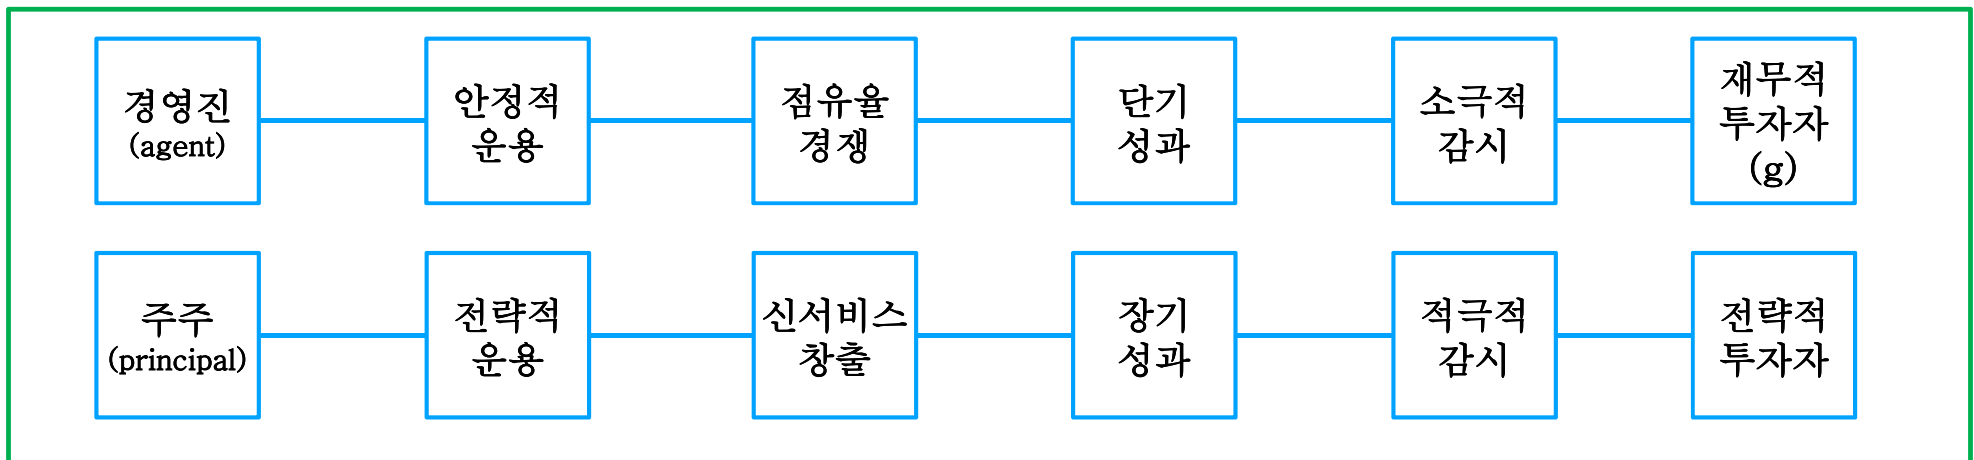 경영진
(agent)
안정적
운용
점유율
경쟁
단기
성과
소극적
감시
재무적
투자자
(g)
주주
(principal)
전략적
운용
신서비스
창출
장기
성과
적극적
감시
전략적
투자자